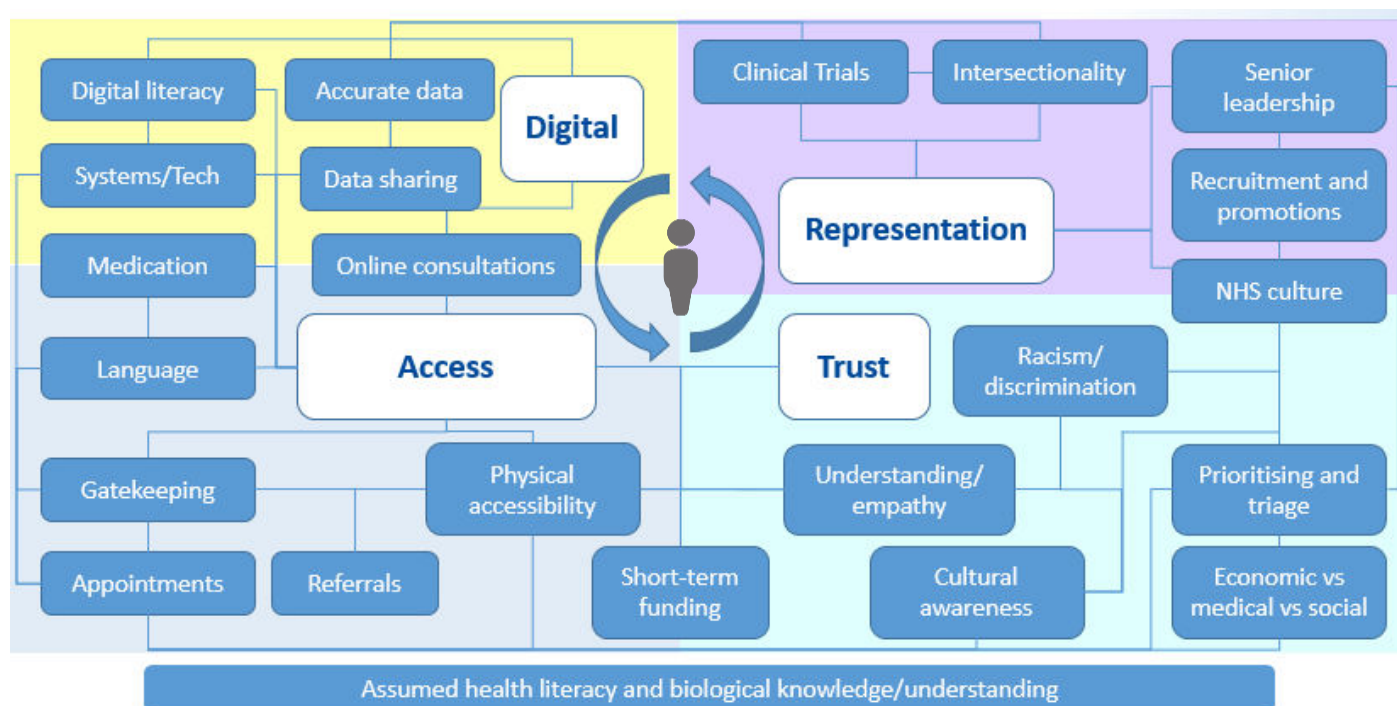 Digital literacy
Accurate data
Digital
Systems/Tech
Data sharing
Medication
Online consultations
Clinical Trials
Intersectionality
Senior
leadership
Representation
Recruitment and
promotions
NHS culture
Language
Access
Gatekeeping
Physical
accessibility
Appointments
Referrals
Short-term
funding
Trust
Racism/
discrimination
Understanding/
empathy
Prioritising and
triage
Cultural
awareness
Economic vs
medical vs social
Assumed health literacy and biological knowledge/understanding